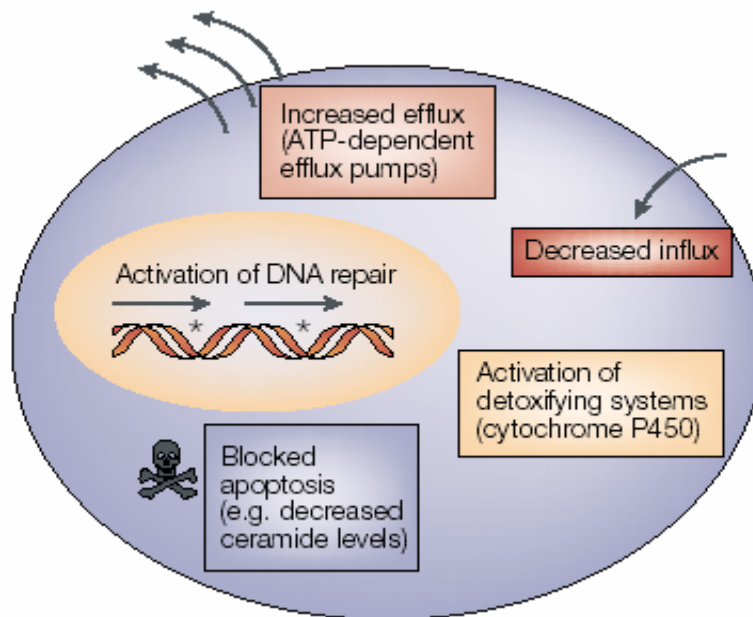 Increased efflux
(ATP-dependent
efflux pumps)
Decreased influx
Activation of DNA repair
* *
Activation of
detoxifying systems
(cytochrome P450)
Blocked
apoptosis
(e.g. decreased
ceramide levels)